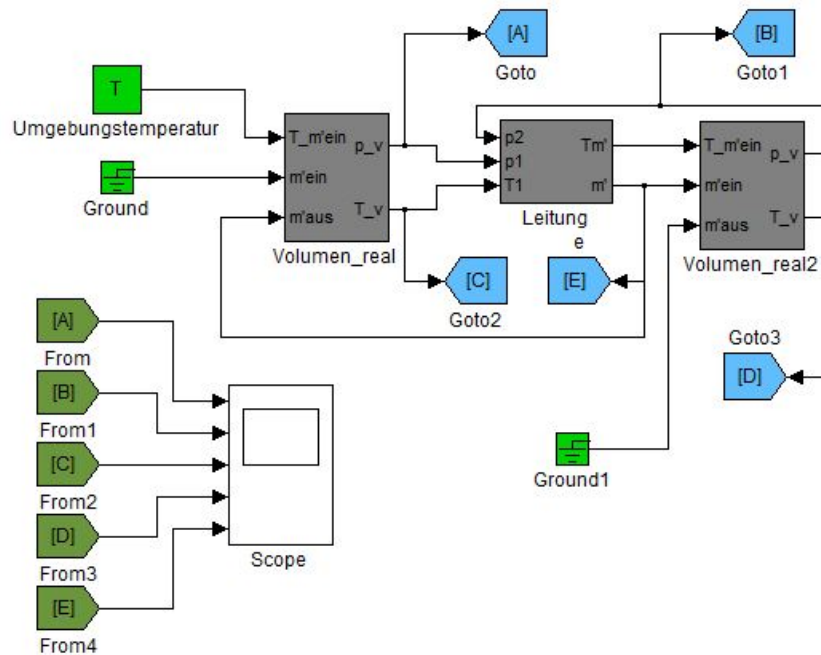 [A]
Goto
[B]
Goto1
T
Umgebungstemperatur
Ground
T_m'ein
m'ein
m'aus
p_v
T_v
Volumen_real
p2
p1
T1
Tm'
m'
Leitung
e
T_m'ein
m'ein
m'aus
p_v
T_v
Volumen_real2
[C]
Goto2
[E]
Goto3
[D]
Ground1
[A]
From
[B]
From1
[C]
From2
[D]
From3
[E]
From4
Scope